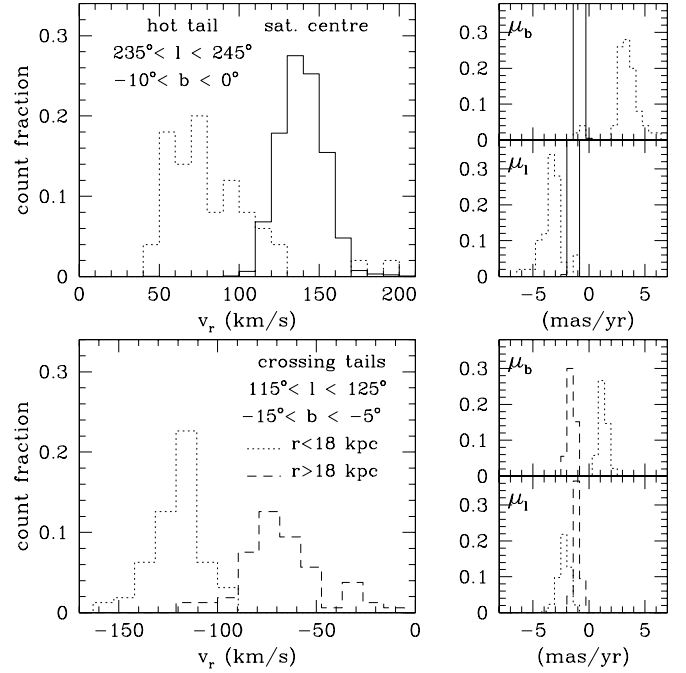 hot tail sat. centre
235°< l < 245°
−10°< b < 0°
count fraction
0.3
0.2
0.1
0
0 50 100 150 200
v_r (km/s)
μ_b
0.3
0.2
0.1
0
μ_l
0.3
0.2
0.1
0
−5 0 5
(mas/yr)
crossing tails
115°< l < 125°
−15°< b < −5°
r<18 kpc
r>18 kpc
count fraction
0.3
0.2
0.1
0
−150 −100 −50 0
v_r (km/s)
μ_b
0.3
0.2
0.1
0
μ_l
0.3
0.2
0.1
0
−5 0 5
(mas/yr)